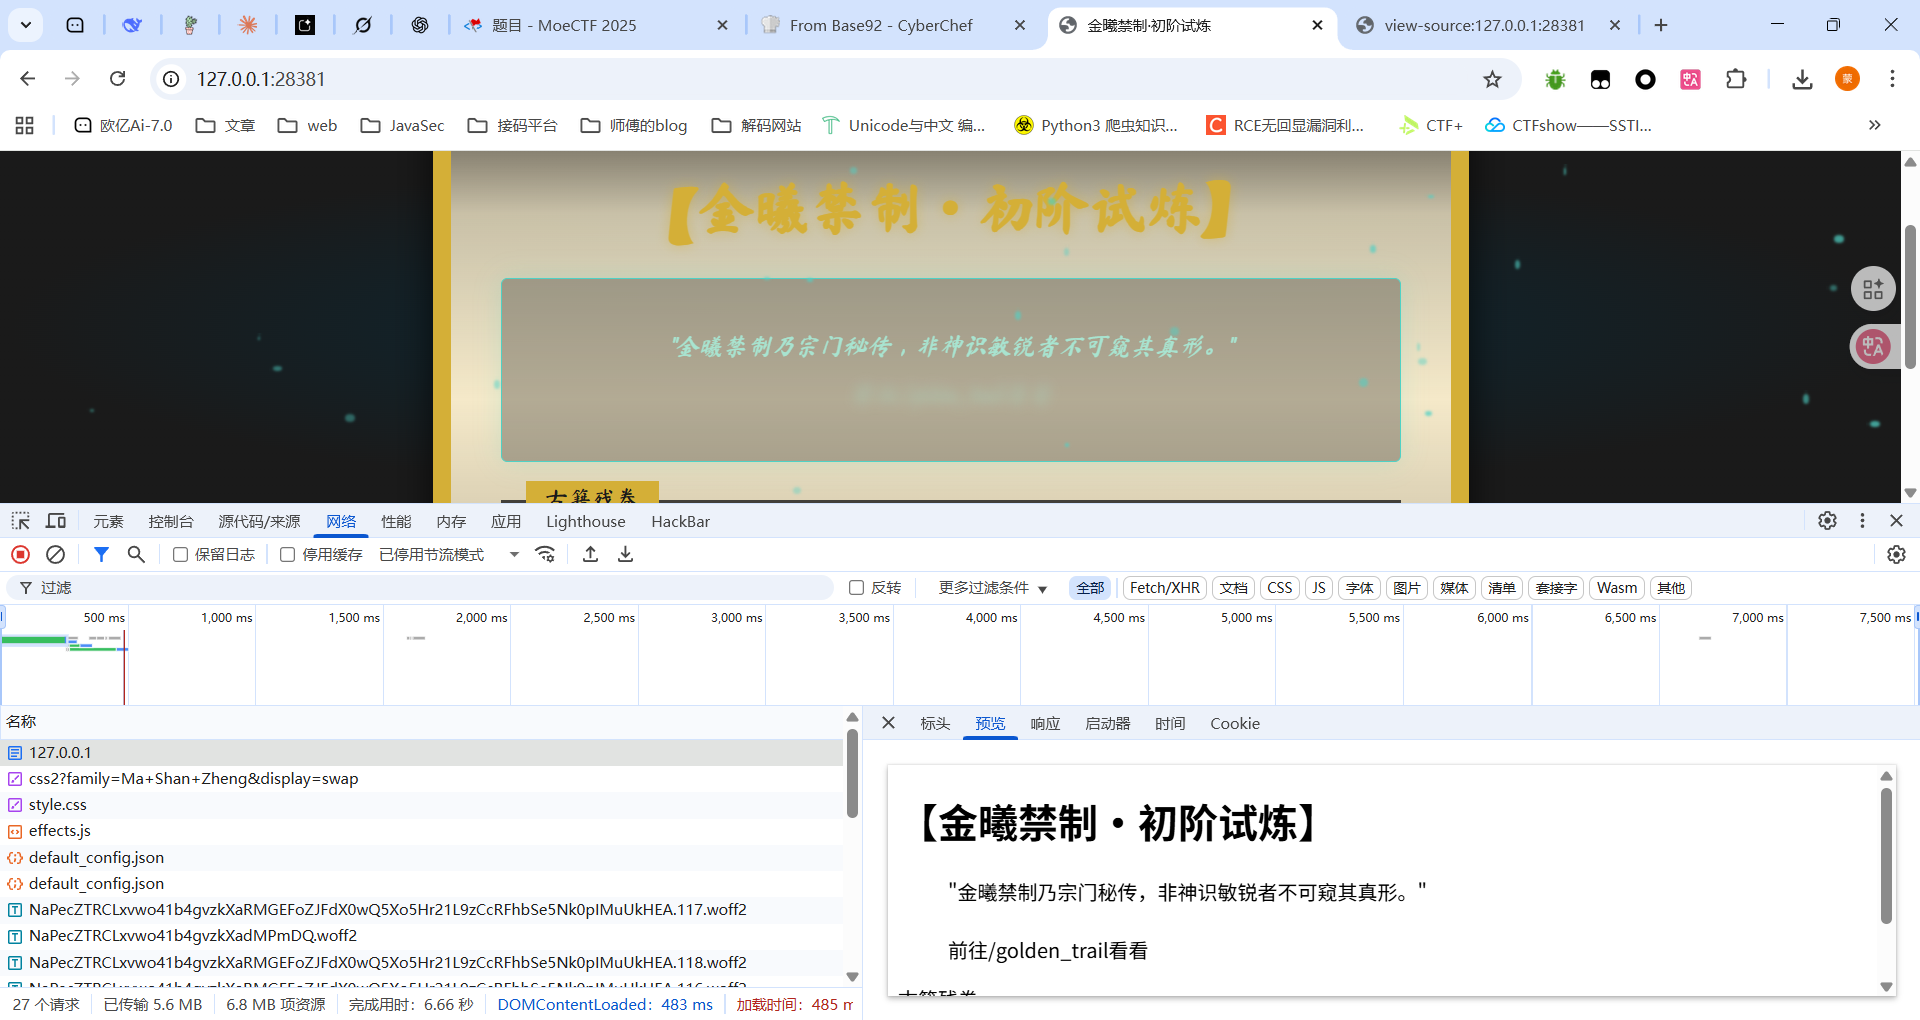 题目 - MoeCTF 2025
From Base92 - CyberChef
金曦禁制·初阶试炼
view-source:127.0.0.1:28381
127.0.0.1:28381
蒙
欧亿Ai-7.0
文章
web
JavaSec
接码平台
师傅的blog
解码网站
Unicode与中文 编...
Python3 爬虫知识...
RCE无回显漏洞利...
CTF+
CTFshow——SSTI...
【金曦禁制·初阶试炼】
"金曦禁制乃宗门秘传，非神识敏锐者不可窥其真形。"
古籍残卷
元素 控制台 源代码/来源 网络 性能 内存 应用 Lighthouse HackBar
保留日志 停用缓存 已停用节流模式
过滤 反转 更多过滤条件 全部 Fetch/XHR 文档 CSS JS 字体 图片 媒体 清单 套接字 Wasm 其他
500 ms 1,000 ms 1,500 ms 2,000 ms 2,500 ms 3,000 ms 3,500 ms 4,000 ms 4,500 ms 5,000 ms 5,500 ms 6,000 ms 6,500 ms 7,000 ms 7,500 ms
名称
127.0.0.1
css2?family=Ma+Shan+Zheng&display=swap
style.css
effects.js
default_config.json
default_config.json
NaPecZTRCLxvwo41b4gvzkXaRMGEFoZJFdX0wQ5Xo5Hr21L9zCcRFhbSe5Nk0pIMuUkHEA.117.woff2
NaPecZTRCLxvwo41b4gvzkXadMPmDQ.woff2
NaPecZTRCLxvwo41b4gvzkXaRMGEFoZJFdX0wQ5Xo5Hr21L9zCcRFhbSe5Nk0pIMuUkHEA.118.woff2
NaPecZTRCLxvwo41b4gvzkXaRMGEFoZJFdX0wQ5Xo5Hr21L9zCcRFhbSe5Nk0pIMuUkHEA.116.woff2
27 个请求 已传输 5.6 MB 6.8 MB 项资源 完成用时：6.66 秒 DOMContentLoaded：483 ms 加载时间：485 m
标头 预览 响应 启动器 时间 Cookie
【金曦禁制·初阶试炼】
"金曦禁制乃宗门秘传，非神识敏锐者不可窥其真形。"
前往/golden_trail看看
古籍残卷